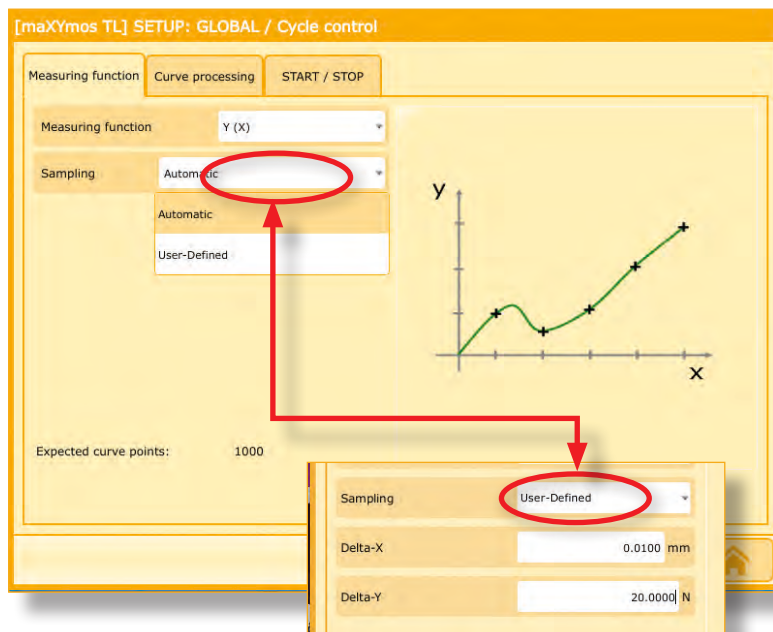 [maXYmos TL] SETUP: GLOBAL / Cycle control
Measuring function Curve processing START / STOP
Measuring function Y (X)
Sampling Automatic
Automatic
User-Defined
y
x
Expected curve points: 1000
Sampling User-Defined
Delta-X 0.0100 mm
Delta-Y 20.0000 N